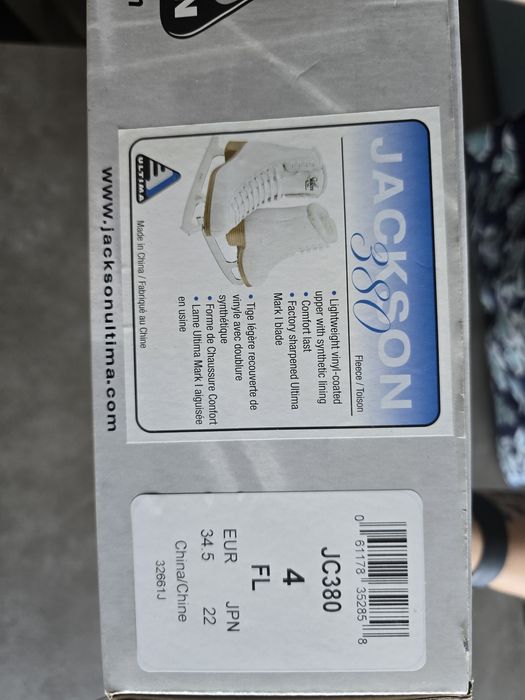 JACKSON
380
Fleece / Toison
• Lightweight vinyl-coated
upper with synthetic lining
• Comfort last
• Factory sharpened Ultima
Mark I blade
• Tige légère recouverte de
vinyle avec doublure
synthétique
• Forme de Chaussure Confort
• Lame Ultima Mark I aiguisée
en usine
ULTIMA
Made in China / Fabriqué en Chine
www.jacksonultima.com
0 61178 35285 8
JC380
4
FL
EUR JPN
34.5 22
China/Chine
32661J